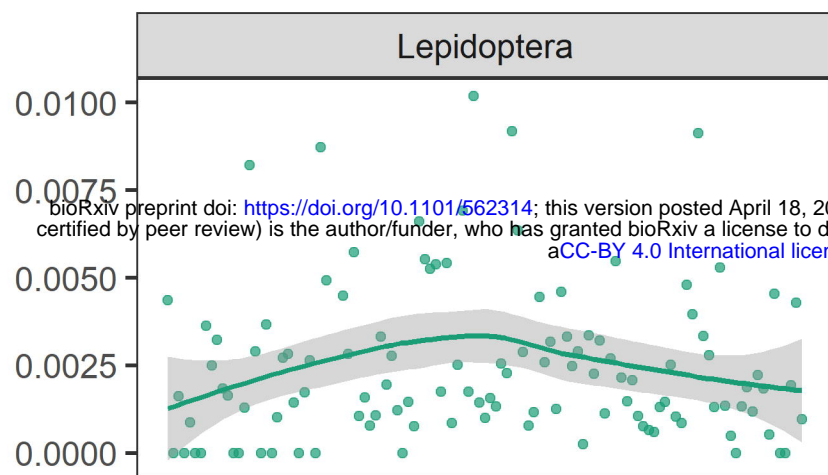 Lepidoptera
0.0100
0.0075
bioRxiv preprint doi: https://doi.org/10.1101/562314; this version posted April 18, 20
certified by peer review) is the author/funder, who has granted bioRxiv a license to d
aCC-BY 4.0 International licen
0.0050
0.0025
0.0000